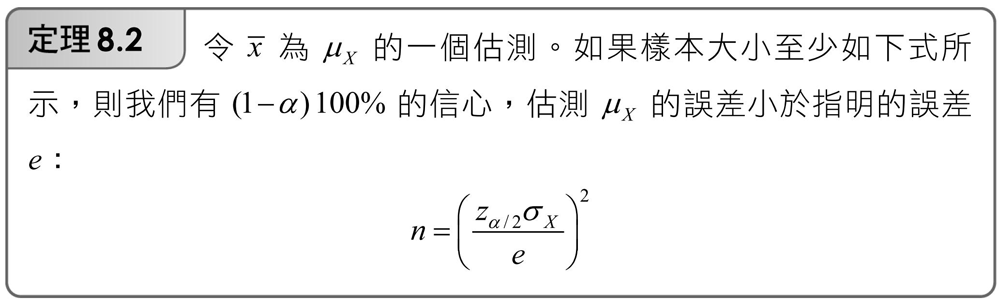 定理8.2 令 x̄ 為 μ_X 的一個估測。如果樣本大小至少如下式所
示，則我們有 (1−α)100% 的信心，估測 μ_X 的誤差小於指明的誤差
e：
n = (z_{α/2}σ_X / e)^2